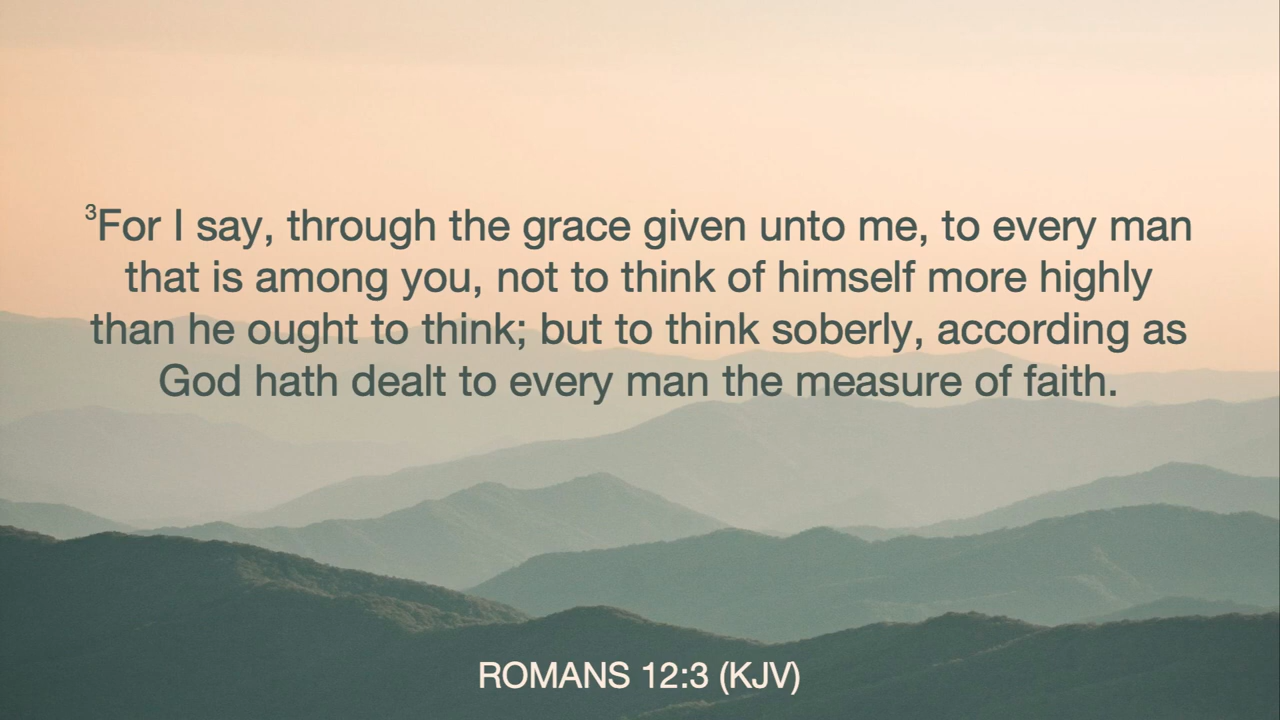 ³For I say, through the grace given unto me, to every man
that is among you, not to think of himself more highly
than he ought to think; but to think soberly, according as
God hath dealt to every man the measure of faith.
ROMANS 12:3 (KJV)